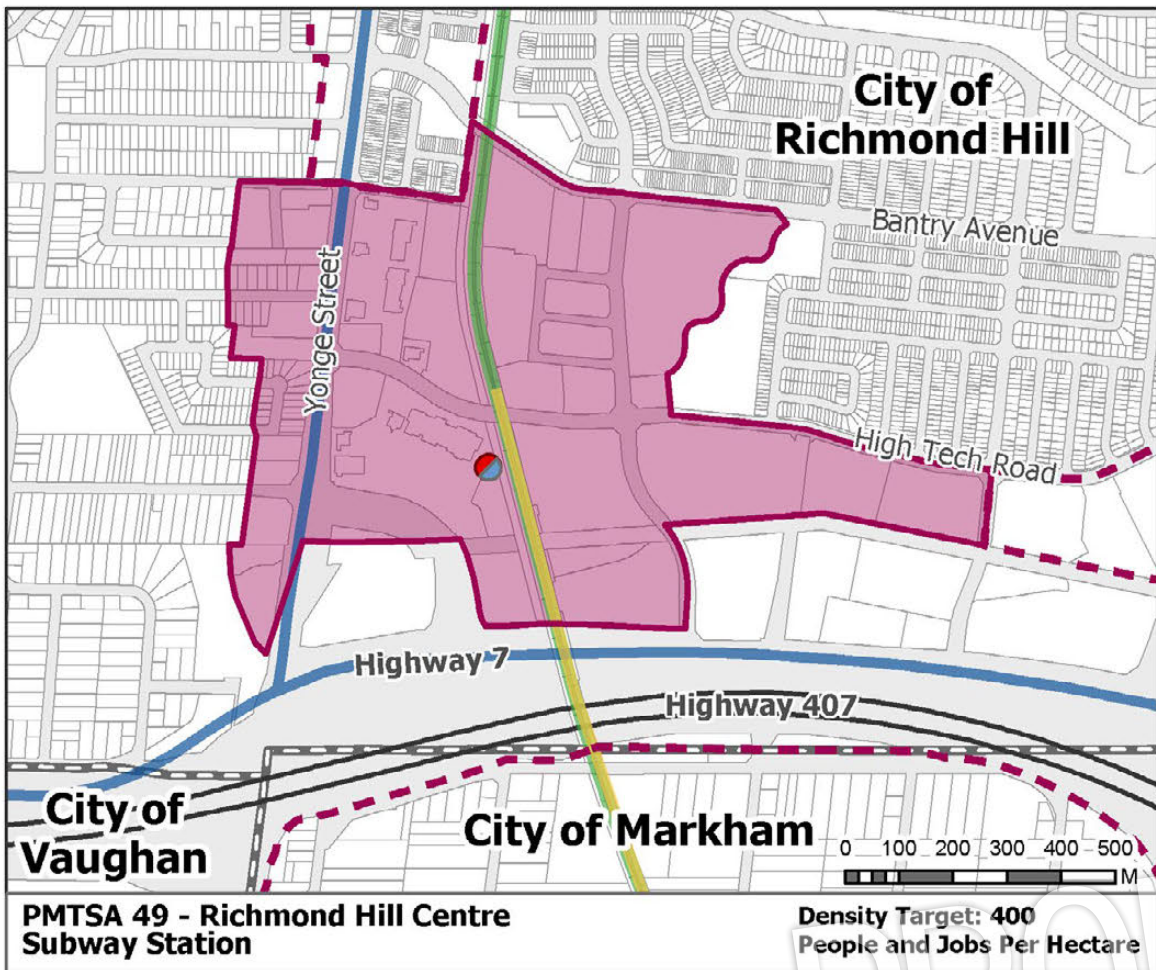 City of
Richmond Hill
Bantry Avenue
Yonge Street
High Tech Road
Highway 7
Highway 407
City of
Vaughan
City of Markham
0 100 200 300 400 500
M
PMTSA 49 - Richmond Hill Centre
Subway Station
Density Target: 400
People and Jobs Per Hectare